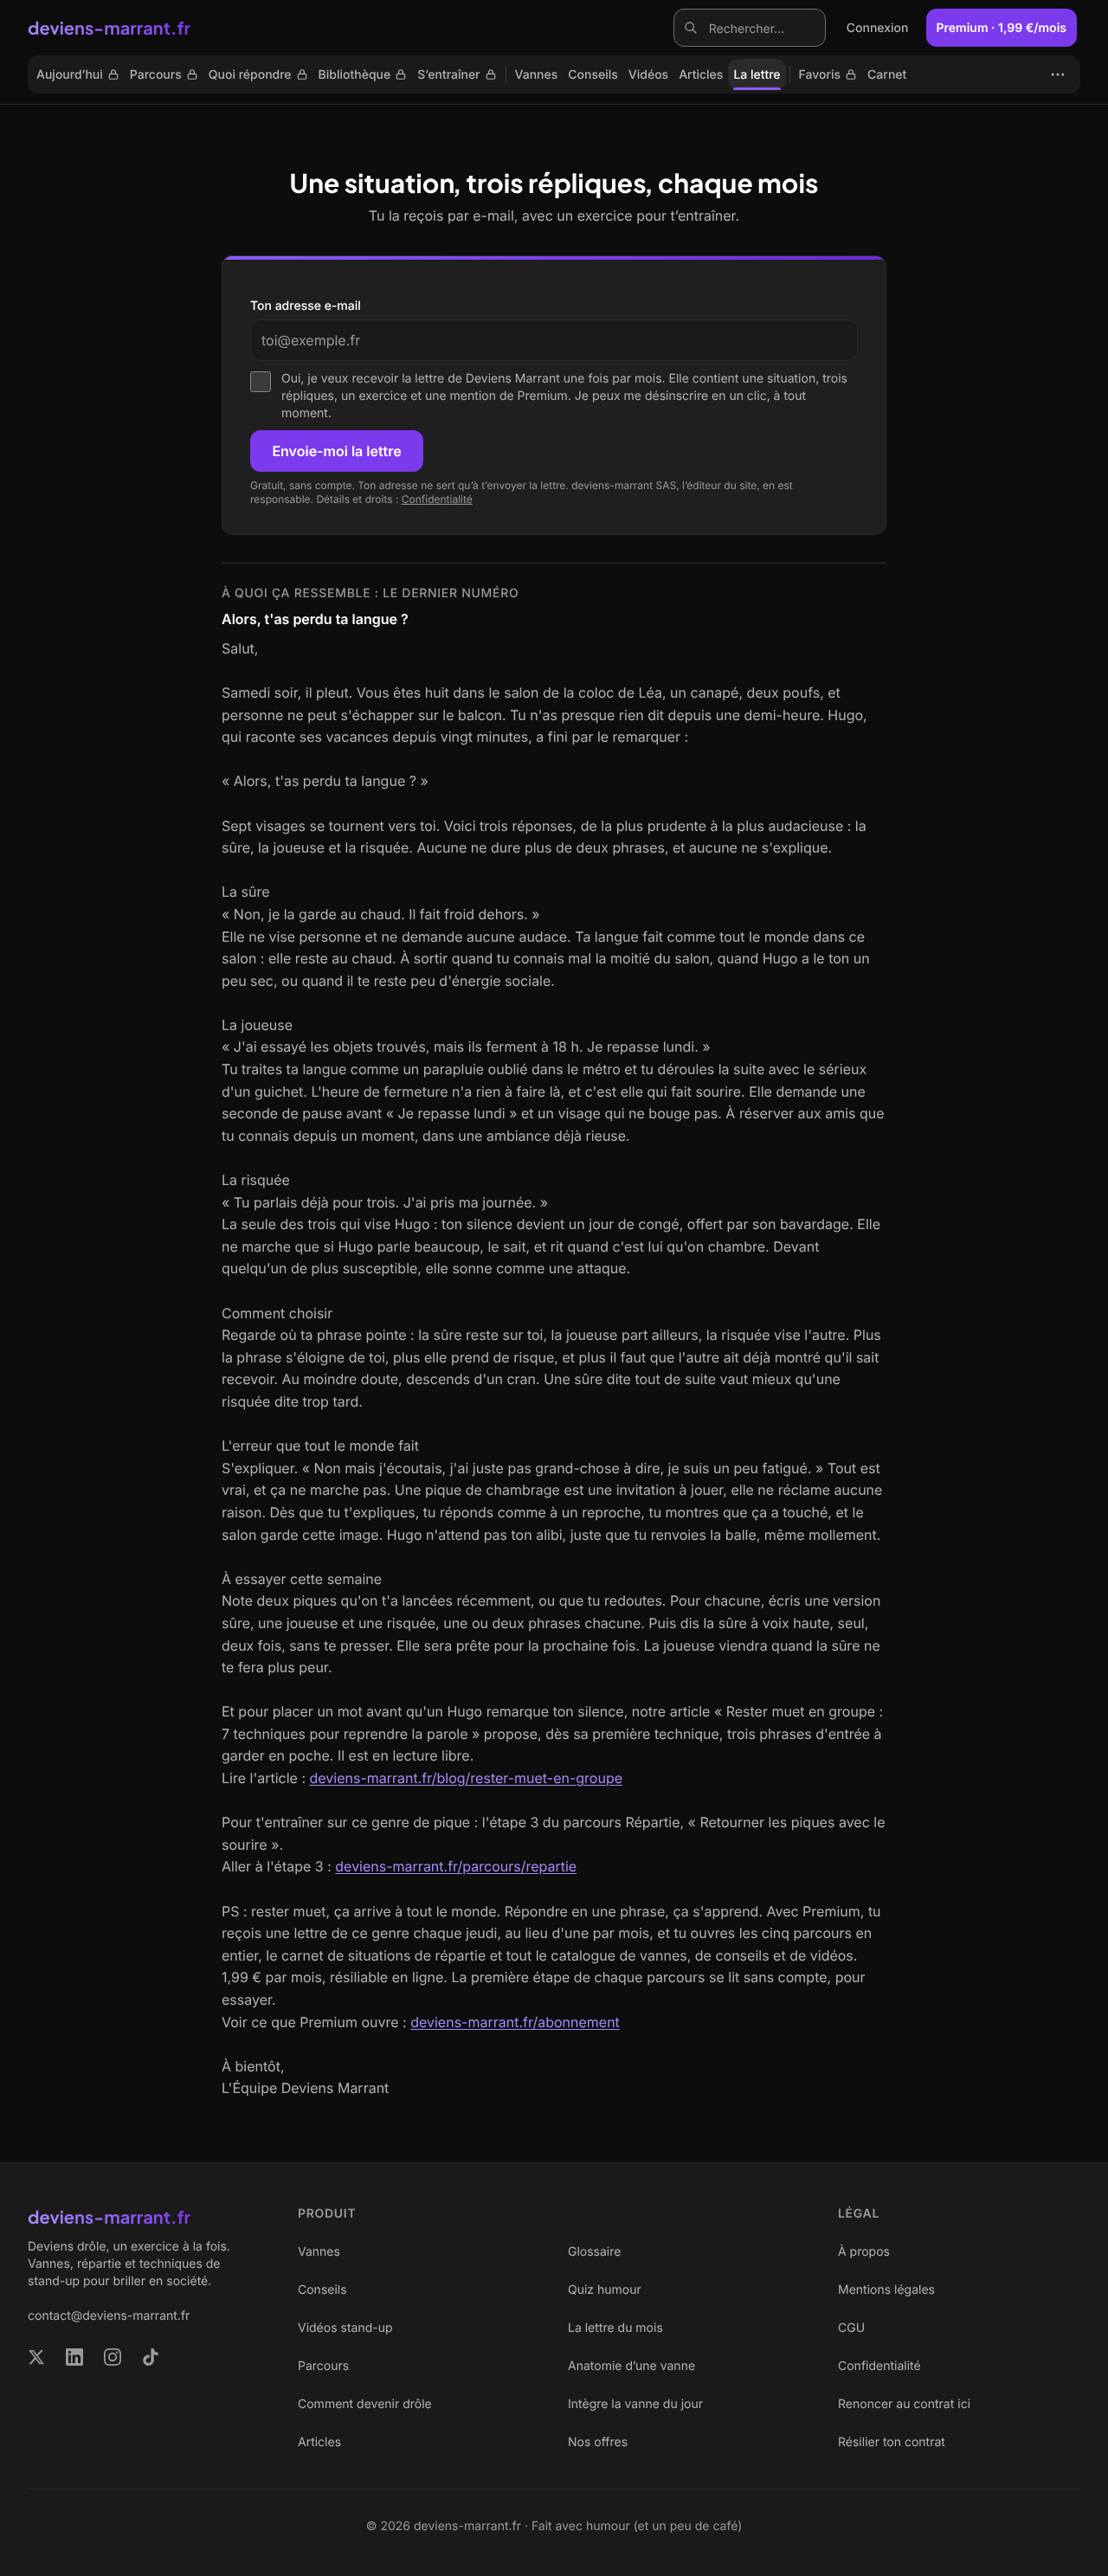 deviens-marrant.fr
Rechercher...
Connexion
Premium · 1,99 €/mois
Aujourd’hui
Parcours
Quoi répondre
Bibliothèque
S’entraîner
Vannes
Conseils
Vidéos
Articles
La lettre
Favoris
Carnet
Une situation, trois répliques, chaque mois
Tu la reçois par e-mail, avec un exercice pour t’entraîner.
Ton adresse e-mail
toi@exemple.fr
Oui, je veux recevoir la lettre de Deviens Marrant une fois par mois. Elle contient une situation, trois
répliques, un exercice et une mention de Premium. Je peux me désinscrire en un clic, à tout
moment.
Envoie-moi la lettre
Gratuit, sans compte. Ton adresse ne sert qu’à t’envoyer la lettre. deviens-marrant SAS, l’éditeur du site, en est
responsable. Détails et droits : Confidentialité
À QUOI ÇA RESSEMBLE : LE DERNIER NUMÉRO
Alors, t'as perdu ta langue ?
Salut,
Samedi soir, il pleut. Vous êtes huit dans le salon de la coloc de Léa, un canapé, deux poufs, et
personne ne peut s'échapper sur le balcon. Tu n'as presque rien dit depuis une demi-heure. Hugo,
qui raconte ses vacances depuis vingt minutes, a fini par le remarquer :
« Alors, t'as perdu ta langue ? »
Sept visages se tournent vers toi. Voici trois réponses, de la plus prudente à la plus audacieuse : la
sûre, la joueuse et la risquée. Aucune ne dure plus de deux phrases, et aucune ne s'explique.
La sûre
« Non, je la garde au chaud. Il fait froid dehors. »
Elle ne vise personne et ne demande aucune audace. Ta langue fait comme tout le monde dans ce
salon : elle reste au chaud. À sortir quand tu connais mal la moitié du salon, quand Hugo a le ton un
peu sec, ou quand il te reste peu d'énergie sociale.
La joueuse
« J'ai essayé les objets trouvés, mais ils ferment à 18 h. Je repasse lundi. »
Tu traites ta langue comme un parapluie oublié dans le métro et tu déroules la suite avec le sérieux
d'un guichet. L'heure de fermeture n'a rien à faire là, et c'est elle qui fait sourire. Elle demande une
seconde de pause avant « Je repasse lundi » et un visage qui ne bouge pas. À réserver aux amis que
tu connais depuis un moment, dans une ambiance déjà rieuse.
La risquée
« Tu parlais déjà pour trois. J'ai pris ma journée. »
La seule des trois qui vise Hugo : ton silence devient un jour de congé, offert par son bavardage. Elle
ne marche que si Hugo parle beaucoup, le sait, et rit quand c'est lui qu'on chambre. Devant
quelqu'un de plus susceptible, elle sonne comme une attaque.
Comment choisir
Regarde où ta phrase pointe : la sûre reste sur toi, la joueuse part ailleurs, la risquée vise l'autre. Plus
la phrase s'éloigne de toi, plus elle prend de risque, et plus il faut que l'autre ait déjà montré qu'il sait
recevoir. Au moindre doute, descends d'un cran. Une sûre dite tout de suite vaut mieux qu'une
risquée dite trop tard.
L'erreur que tout le monde fait
S'expliquer. « Non mais j'écoutais, j'ai juste pas grand-chose à dire, je suis un peu fatigué. » Tout est
vrai, et ça ne marche pas. Une pique de chambrage est une invitation à jouer, elle ne réclame aucune
raison. Dès que tu t'expliques, tu réponds comme à un reproche, tu montres que ça a touché, et le
salon garde cette image. Hugo n'attend pas ton alibi, juste que tu renvoies la balle, même mollement.
À essayer cette semaine
Note deux piques qu'on t'a lancées récemment, ou que tu redoutes. Pour chacune, écris une version
sûre, une joueuse et une risquée, une ou deux phrases chacune. Puis dis la sûre à voix haute, seul,
deux fois, sans te presser. Elle sera prête pour la prochaine fois. La joueuse viendra quand la sûre ne
te fera plus peur.
Et pour placer un mot avant qu'un Hugo remarque ton silence, notre article « Rester muet en groupe :
7 techniques pour reprendre la parole » propose, dès sa première technique, trois phrases d'entrée à
garder en poche. Il est en lecture libre.
Lire l'article : deviens-marrant.fr/blog/rester-muet-en-groupe
Pour t'entraîner sur ce genre de pique : l'étape 3 du parcours Répartie, « Retourner les piques avec le
sourire ».
Aller à l'étape 3 : deviens-marrant.fr/parcours/repartie
PS : rester muet, ça arrive à tout le monde. Répondre en une phrase, ça s'apprend. Avec Premium, tu
reçois une lettre de ce genre chaque jeudi, au lieu d'une par mois, et tu ouvres les cinq parcours en
entier, le carnet de situations de répartie et tout le catalogue de vannes, de conseils et de vidéos.
1,99 € par mois, résiliable en ligne. La première étape de chaque parcours se lit sans compte, pour
essayer.
Voir ce que Premium ouvre : deviens-marrant.fr/abonnement
À bientôt,
L'Équipe Deviens Marrant
deviens-marrant.fr
Deviens drôle, un exercice à la fois.
Vannes, répartie et techniques de
stand-up pour briller en société.
contact@deviens-marrant.fr
PRODUIT
Vannes
Conseils
Vidéos stand-up
Parcours
Comment devenir drôle
Articles
Glossaire
Quiz humour
La lettre du mois
Anatomie d’une vanne
Intègre la vanne du jour
Nos offres
LÉGAL
À propos
Mentions légales
CGU
Confidentialité
Renoncer au contrat ici
Résilier ton contrat
© 2026 deviens-marrant.fr · Fait avec humour (et un peu de café)